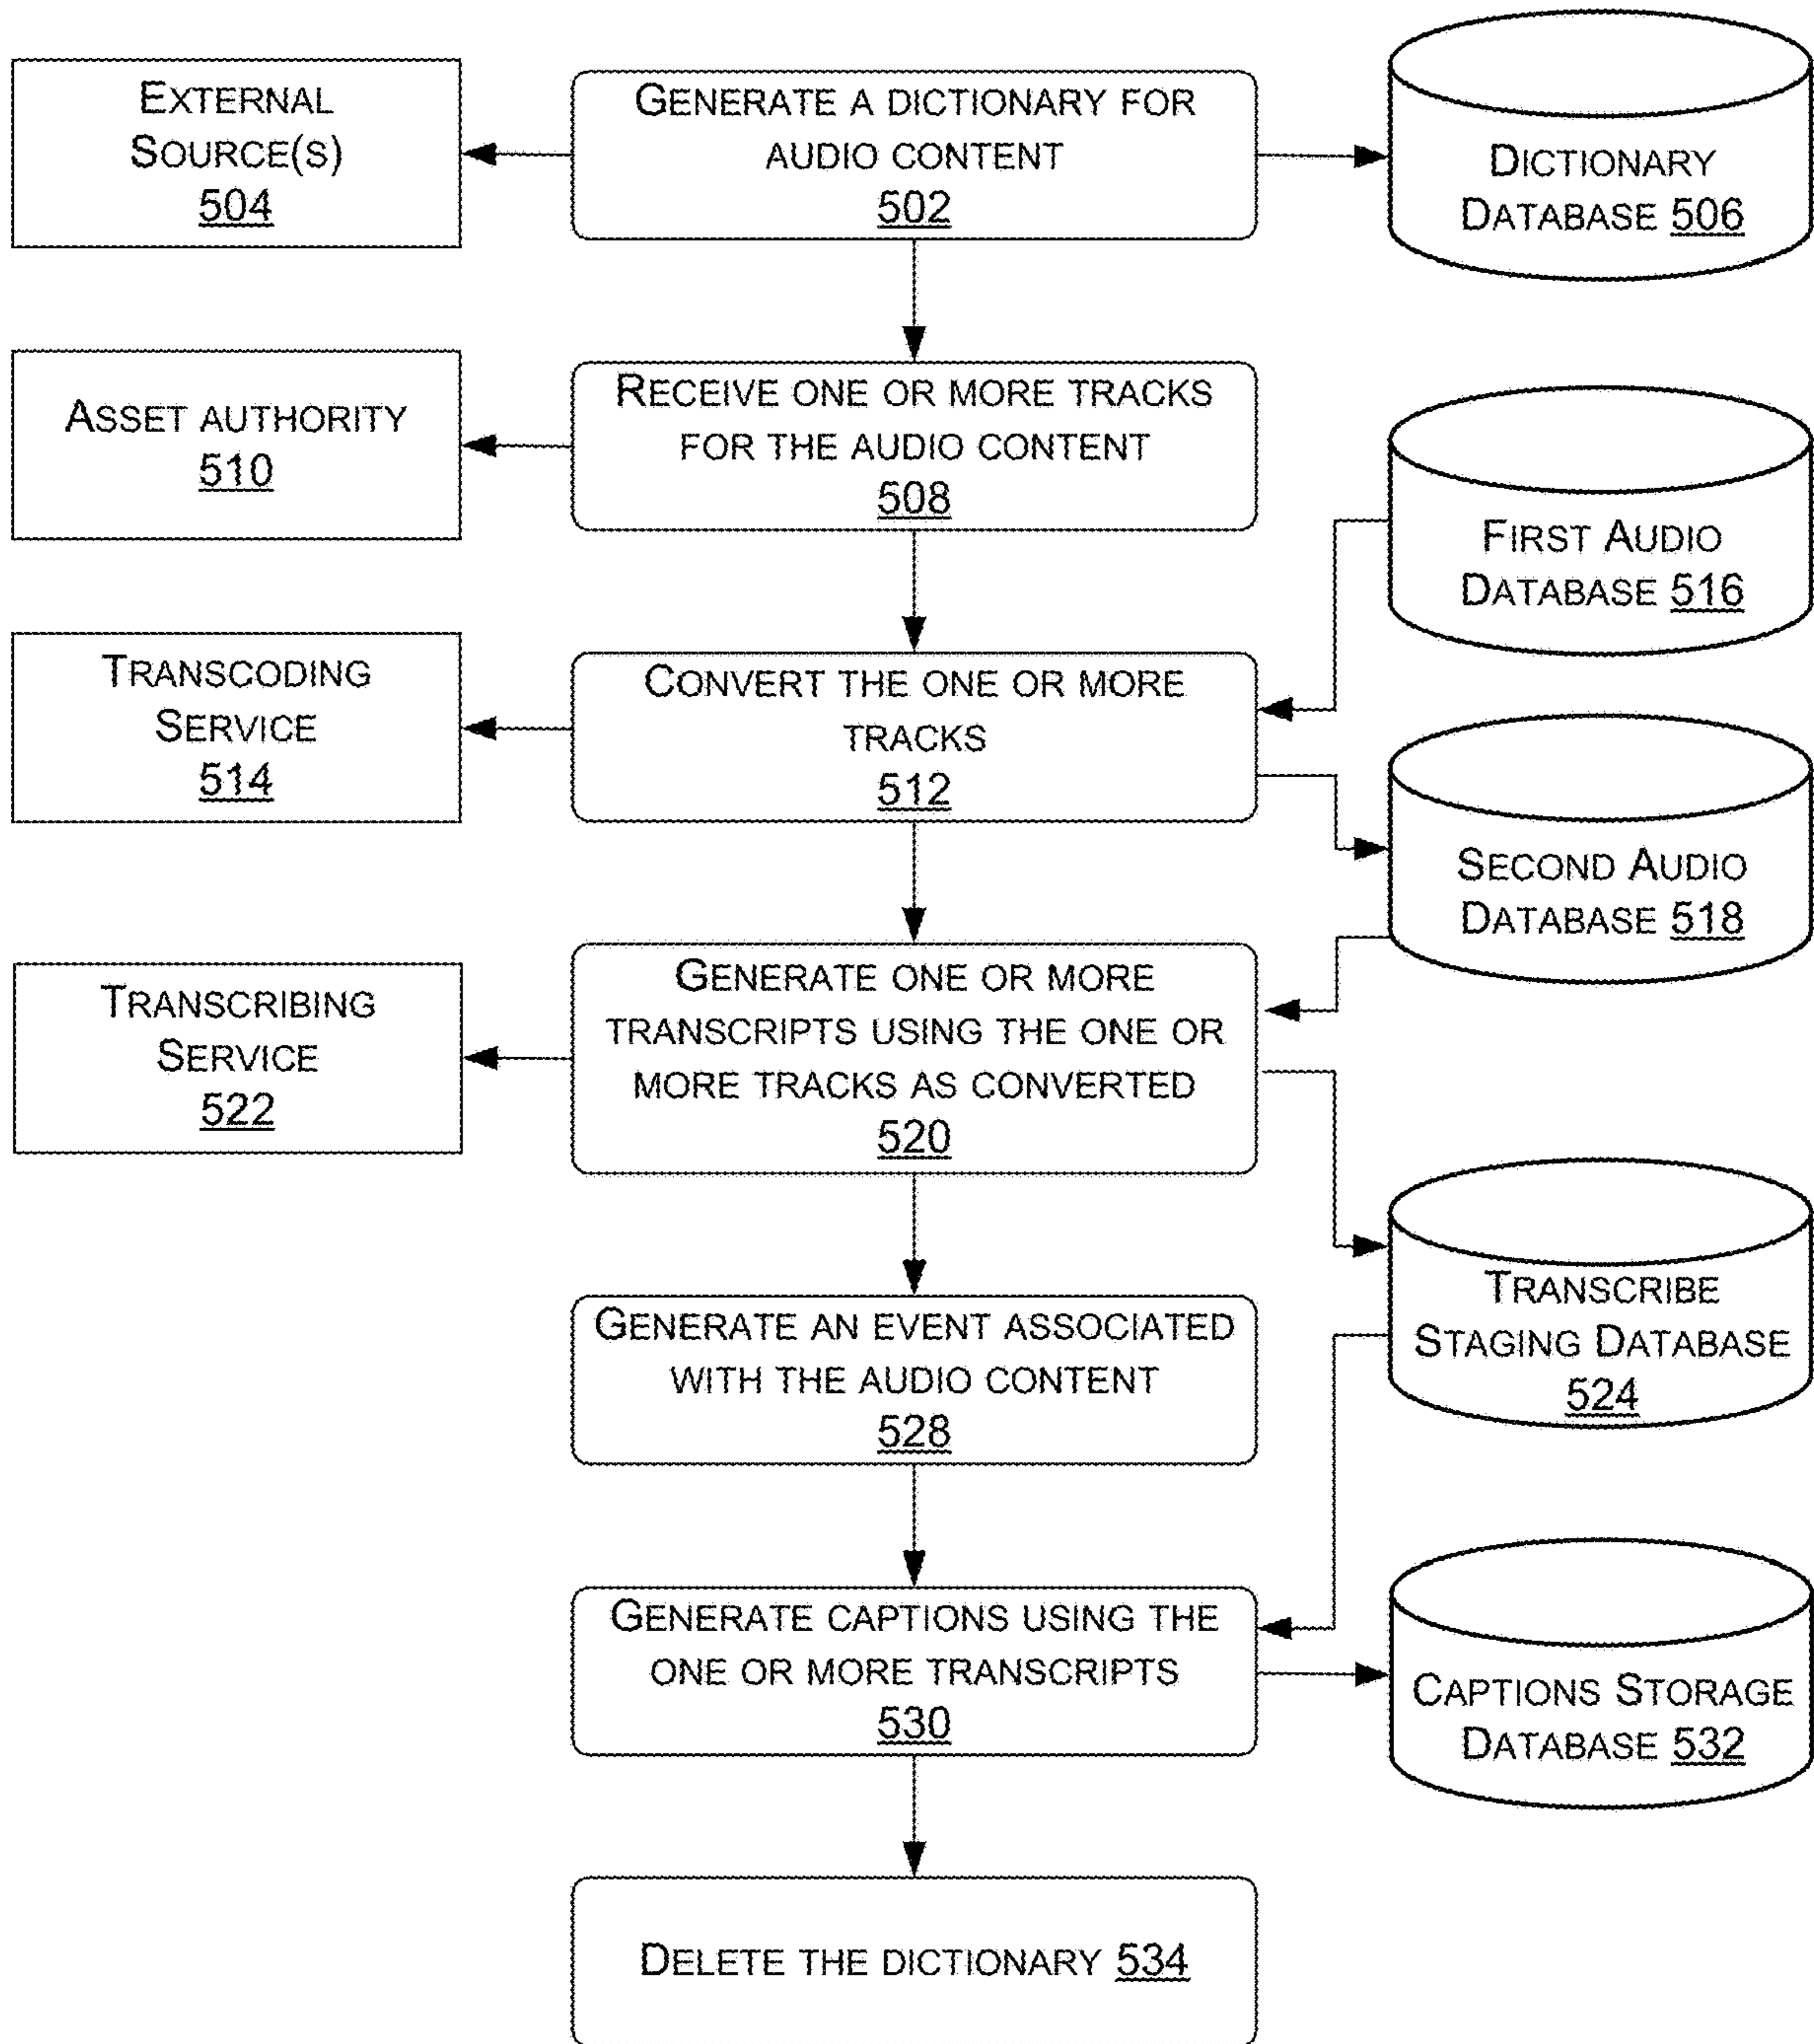 External
Source(s)
504
Generate a dictionary for
audio content
502
Dictionary
Database 506
Asset authority
510
Receive one or more tracks
for the audio content
508
First Audio
Database 516
Transcoding
Service
514
Convert the one or more
tracks
512
Second Audio
Database 518
Transcribing
Service
522
Generate one or more
transcripts using the one or
more tracks as converted
520
Transcribe
Staging Database
524
Generate an event associated
with the audio content
528
Generate captions using the
one or more transcripts
530
Captions Storage
Database 532
Delete the dictionary 534